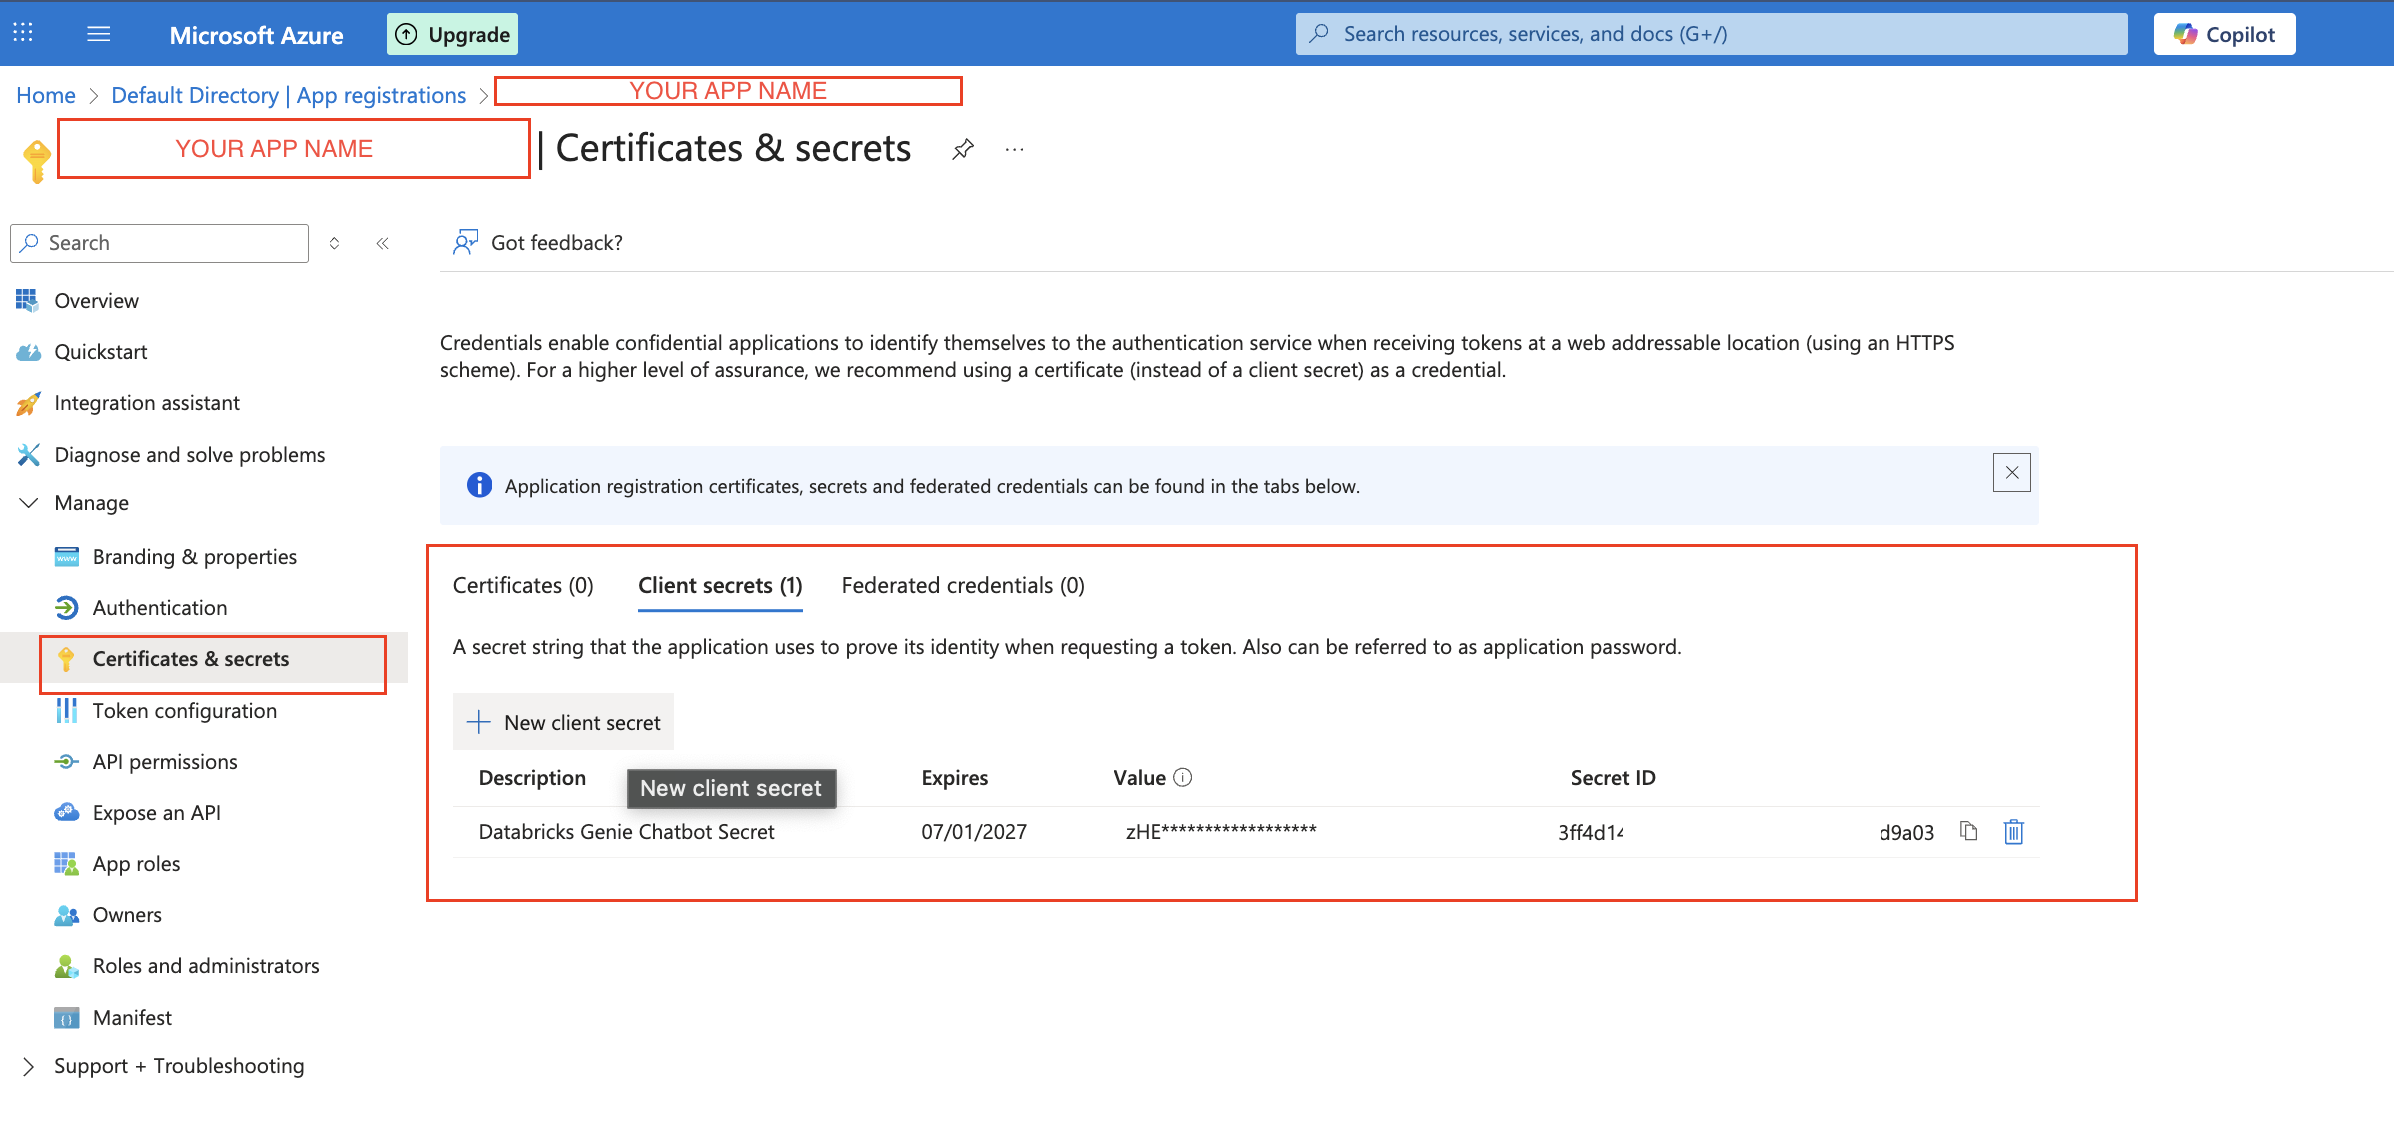 Microsoft Azure
Upgrade
Search resources, services, and docs (G+/)
Copilot
Home > Default Directory | App registrations >
YOUR APP NAME
YOUR APP NAME
| Certificates & secrets
Search
Got feedback?
Overview
Quickstart
Integration assistant
Diagnose and solve problems
Manage
Branding & properties
Authentication
Certificates & secrets
Token configuration
API permissions
Expose an API
App roles
Owners
Roles and administrators
Manifest
Support + Troubleshooting
Credentials enable confidential applications to identify themselves to the authentication service when receiving tokens at a web addressable location (using an HTTPS
scheme). For a higher level of assurance, we recommend using a certificate (instead of a client secret) as a credential.
Application registration certificates, secrets and federated credentials can be found in the tabs below.
Certificates (0) Client secrets (1) Federated credentials (0)
A secret string that the application uses to prove its identity when requesting a token. Also can be referred to as application password.
New client secret
Description Expires Value Secret ID
New client secret
Databricks Genie Chatbot Secret 07/01/2027 zHE****************** 3ff4d14 d9a03